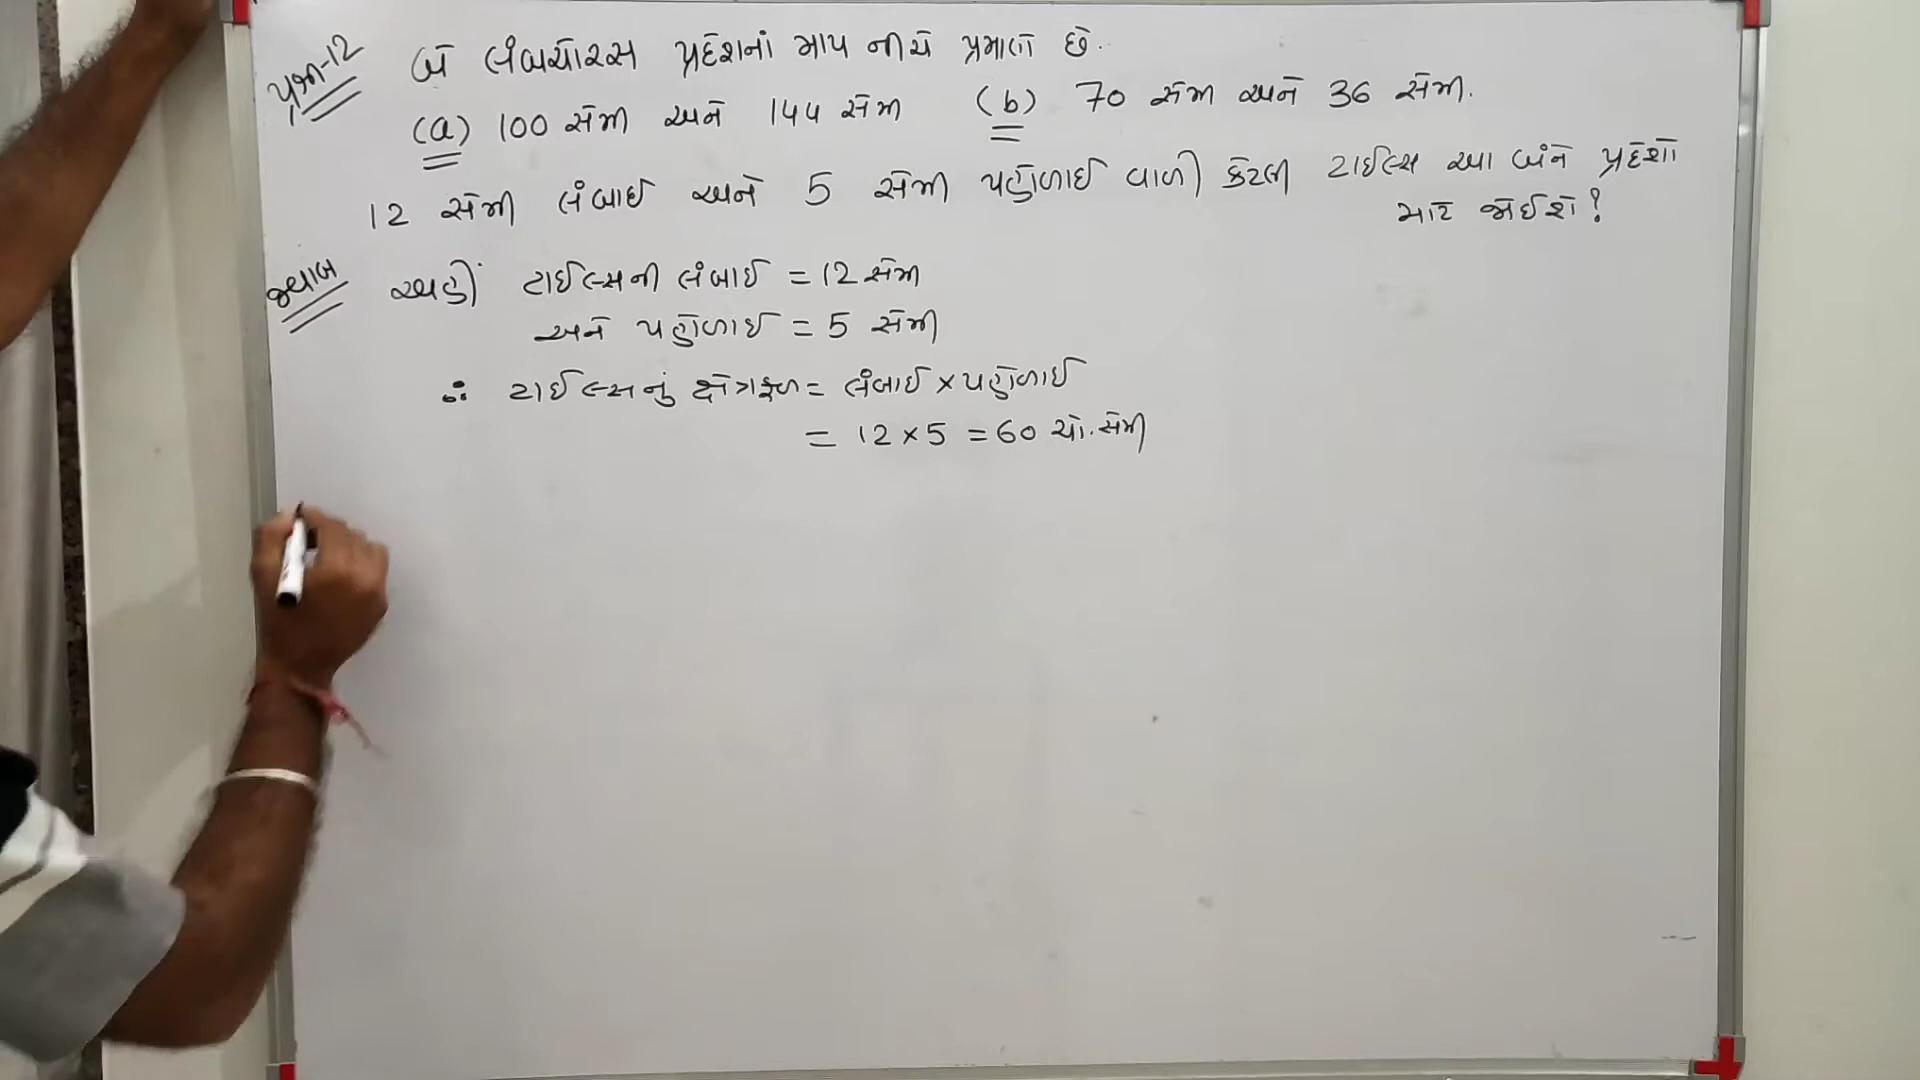 પ્રશ્ન-12 બે લંબચોરસ પ્રદેશનાં માપ નીચે પ્રમાણે છે.
(a) 100 સેમી અને 144 સેમી (b) 70 સેમી અને 36 સેમી.
12 સેમી લંબાઈ અને 5 સેમી પહોળાઈ વાળી કેટલી ટાઈલ્સ આ બંને પ્રદેશો
માટે જોઈશે?
જવાબ અહીં ટાઈલ્સની લંબાઈ = 12 સેમી
અને પહોળાઈ = 5 સેમી
∴ ટાઈલ્સનું ક્ષેત્રફળ = લંબાઈ × પહોળાઈ
= 12 × 5 = 60 ચો. સેમી